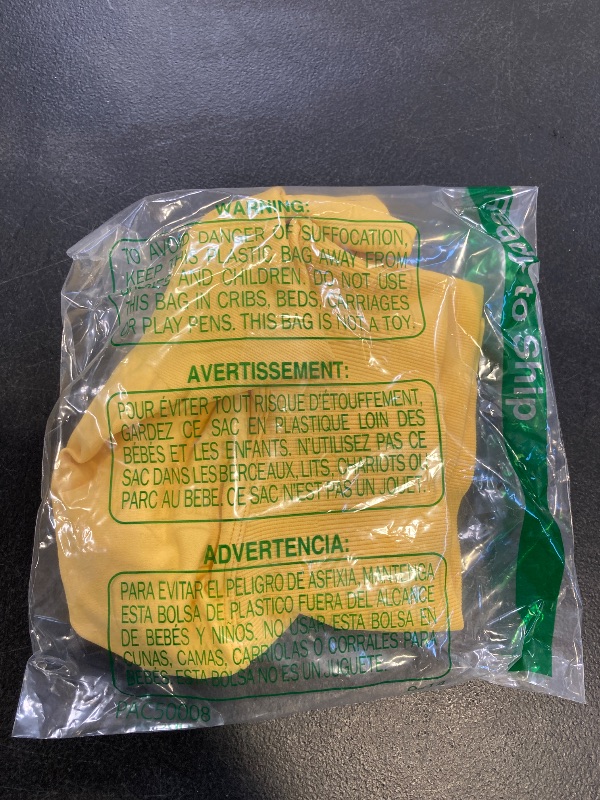 WARNING:
TO AVOID DANGER OF SUFFOCATION,
KEEP THIS PLASTIC BAG AWAY FROM
AND CHILDREN. DO NOT USE
THIS BAG IN CRIBS, BEDS, CARRIAGES
OR PLAY PENS. THIS BAG IS NOT A TOY.
AVERTISSEMENT:
POUR ÉVITER TOUT RISQUE D'ÉTOUFFEMENT,
GARDEZ CE SAC EN PLASTIQUE LOIN DES
BÉBÉS ET LES ENFANTS. N'UTILISEZ PAS CE
SAC DANS LES BERCEAUX, LITS, CHARIOTS OU
PARC AU BEBE. CE SAC N'EST PAS UN JOUET.
ADVERTENCIA:
PARA EVITAR EL PELIGRO DE ASFIXIA, MANTENGA
ESTA BOLSA DE PLASTICO FUERA DEL ALCANCE
DE BEBÉS Y NIÑOS. NO USAR ESTA BOLSA EN
CUNAS, CAMAS, CARRIOLAS O CORRALES PARA
BEBÉS. ESTA BOLSA NO ES UN JUGUETE.
PAC50008
to Ship